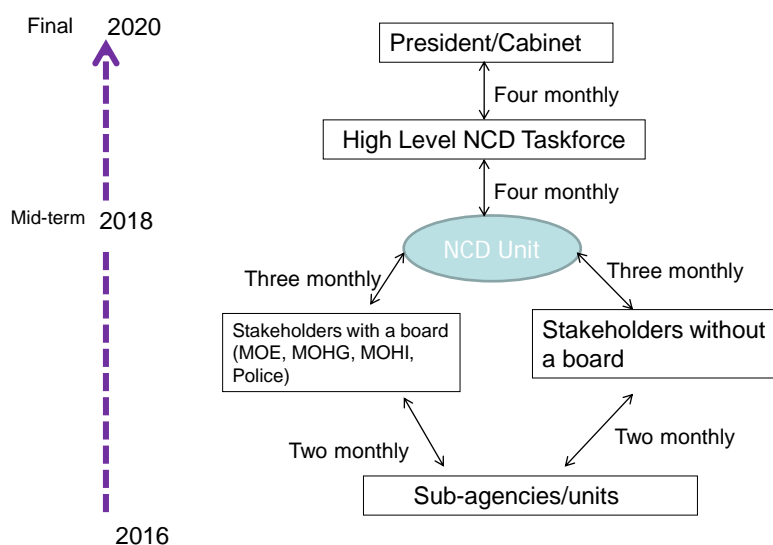 Final 2020
President/Cabinet
Four monthly
High Level NCD Taskforce
Four monthly
Mid-term 2018
NCD Unit
Three monthly
Three monthly
Stakeholders with a board
(MOE, MOHG, MOHI,
Police)
Stakeholders without
a board
Two monthly
Two monthly
Sub-agencies/units
2016